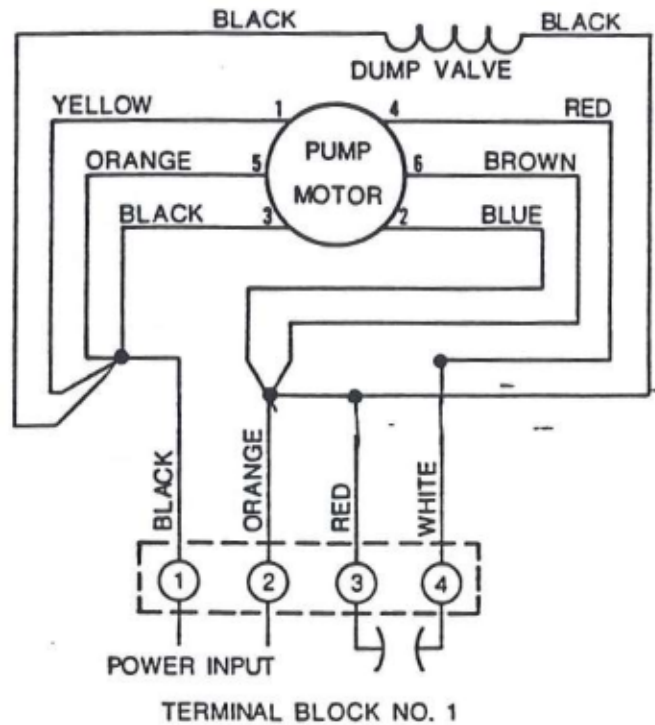 BLACK
BLACK
DUMP VALVE
YELLOW
1
4
RED
ORANGE
5
PUMP
MOTOR
6
BROWN
BLACK
3
2
BLUE
BLACK
ORANGE
RED
WHITE
1
2
3
4
POWER INPUT
TERMINAL BLOCK NO. 1